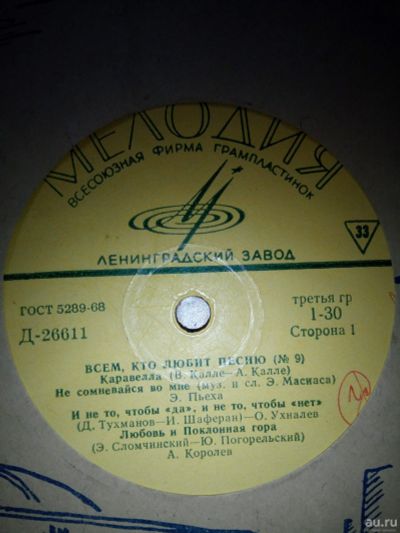 МЕЛОДИЯ
ВСЕСОЮЗНАЯ ФИРМА ГРАМПЛАСТИНОК
ЛЕНИНГРАДСКИЙ ЗАВОД
33
ГОСТ 5289-68
Д-26611
третья гр
1-30
Сторона 1
ВСЕМ, КТО ЛЮБИТ ПЕСНЮ (№ 9)
Каравелла (В. Калле—А. Калле)
Не сомневайся во мне (муз. и сл. Э. Масиаса)
Э. Пьеха
И не то, чтобы «да», и не то, чтобы «нет»
(Д. Тухманов—И. Шаферан)—О. Ухналев
Любовь и Поклонная гора
(Э. Сломчинский—Ю. Погорельский)
А. Королев
au.ru